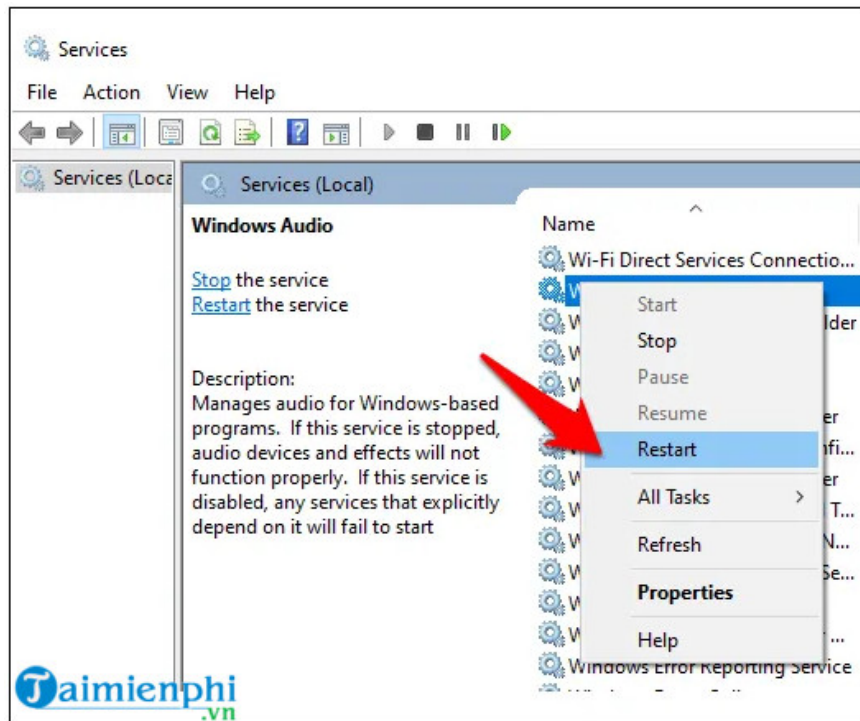 Services
File Action View Help
Services (Loca
Services (Local)
Windows Audio
Stop the service
Restart the service
Description:
Manages audio for Windows-based
programs. If this service is stopped,
audio devices and effects will not
function properly. If this service is
disabled, any services that explicitly
depend on it will fail to start
Name
Wi-Fi Direct Services Connectio...
Start
Stop
Pause
Resume
Restart
All Tasks
Refresh
Properties
Help
Windows Error Reporting Service
Taimienphi
.vn